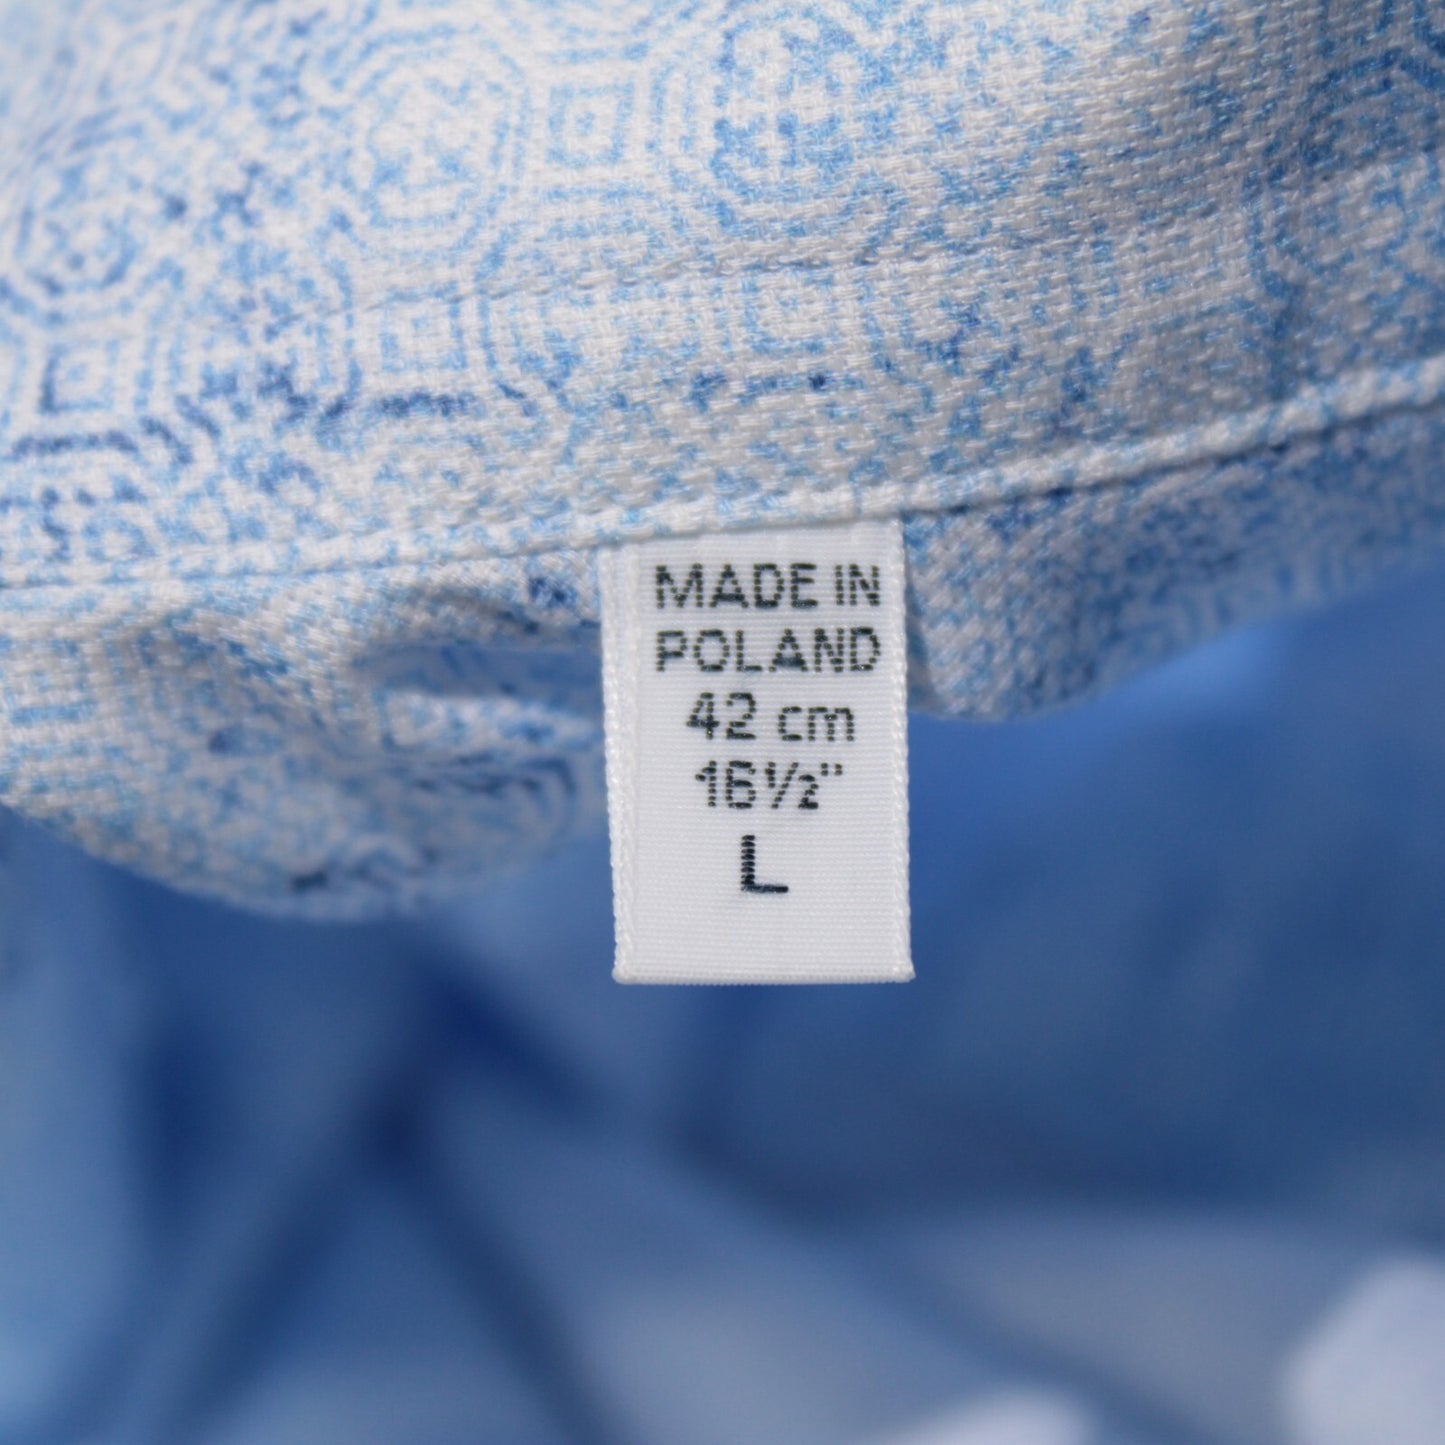 MADE IN
POLAND
42 cm
16½"
L